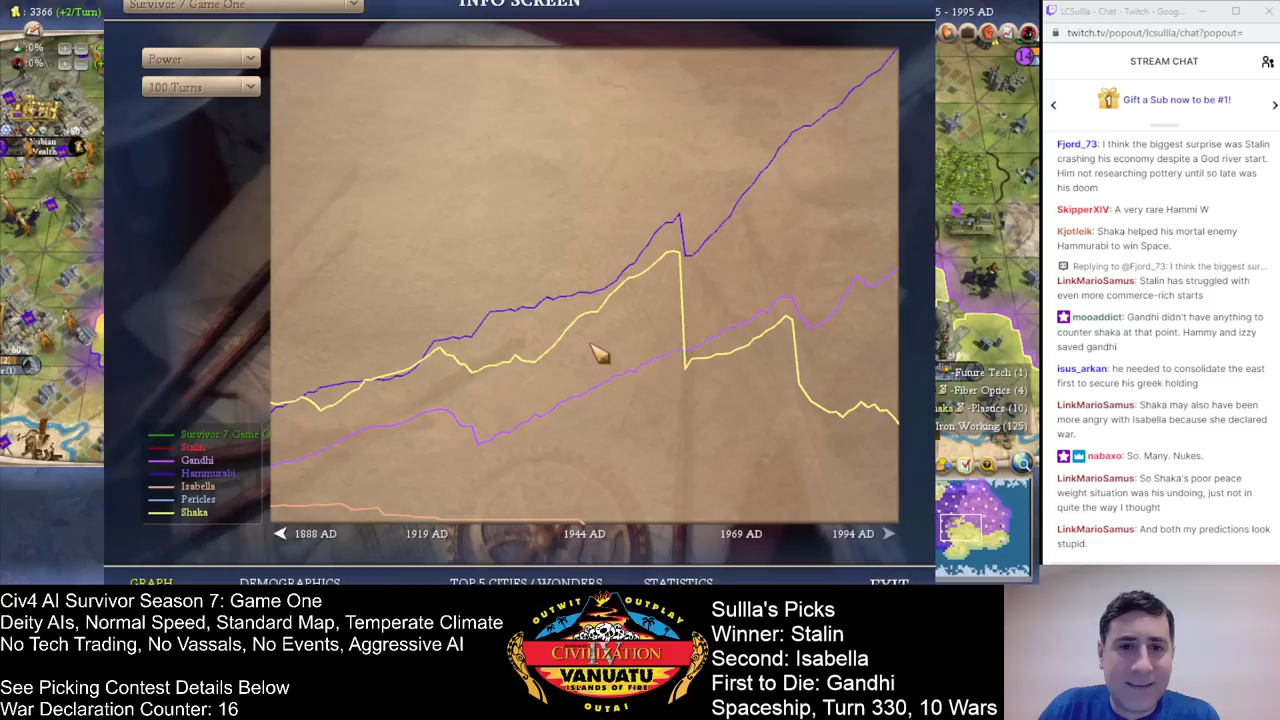 : 3366 (+2/Turn)
Survivor 7 Game One
INFO SCREEN
5 - 1995 AD
:0%
:0%
Power
100 Turns
Nubian
Wealth
Survivor 7 Game O
Stalin
Gandhi
Hammurabi
Isabella
Pericles
Shaka
1888 AD
1919 AD
1944 AD
1969 AD
1994 AD
GRAPH
DEMOGRAPHICS
TOP 5 CITIES / WONDERS
STATISTICS
EXIT
14
-Future Tech (1)
-Fiber Optics (4)
-Plastics (10)
Iron Working (125)
LCSullla - Chat - Twitch - Goog...
twitch.tv/popout/lcsullla/chat?popout=
STREAM CHAT
Gift a Sub now to be #1!
Fjord_73: I think the biggest surprise was Stalin
crashing his economy despite a God river start.
Him not researching pottery until so late was
his doom
SkipperXIV: A very rare Hammi W
Kjotleik: Shaka helped his mortal enemy
Hammurabi to win Space.
Replying to @Fjord_73: I think the biggest sur...
LinkMarioSamus: Stalin has struggled with
even more commerce-rich starts
mooaddict: Gandhi didn't have anything to
counter shaka at that point. Hammy and izzy
saved gandhi
isus_arkan: he needed to consolidate the east
first to secure his greek holding
LinkMarioSamus: Shaka may also have been
more angry with Isabella because she declared
war.
nabaxo: So. Many. Nukes.
LinkMarioSamus: So Shaka's poor peace
weight situation was his undoing, just not in
quite the way I thought
LinkMarioSamus: And both my predictions look
stupid.
Civ4 AI Survivor Season 7: Game One
Deity AIs, Normal Speed, Standard Map, Temperate Climate
No Tech Trading, No Vassals, No Events, Aggressive AI
See Picking Contest Details Below
War Declaration Counter: 16
OUTWIT OUTPLAY
CIVILIZATION
IV
VANUATU
ISLANDS OF FIRE
OUTAI
Sullla's Picks
Winner: Stalin
Second: Isabella
First to Die: Gandhi
Spaceship, Turn 330, 10 Wars